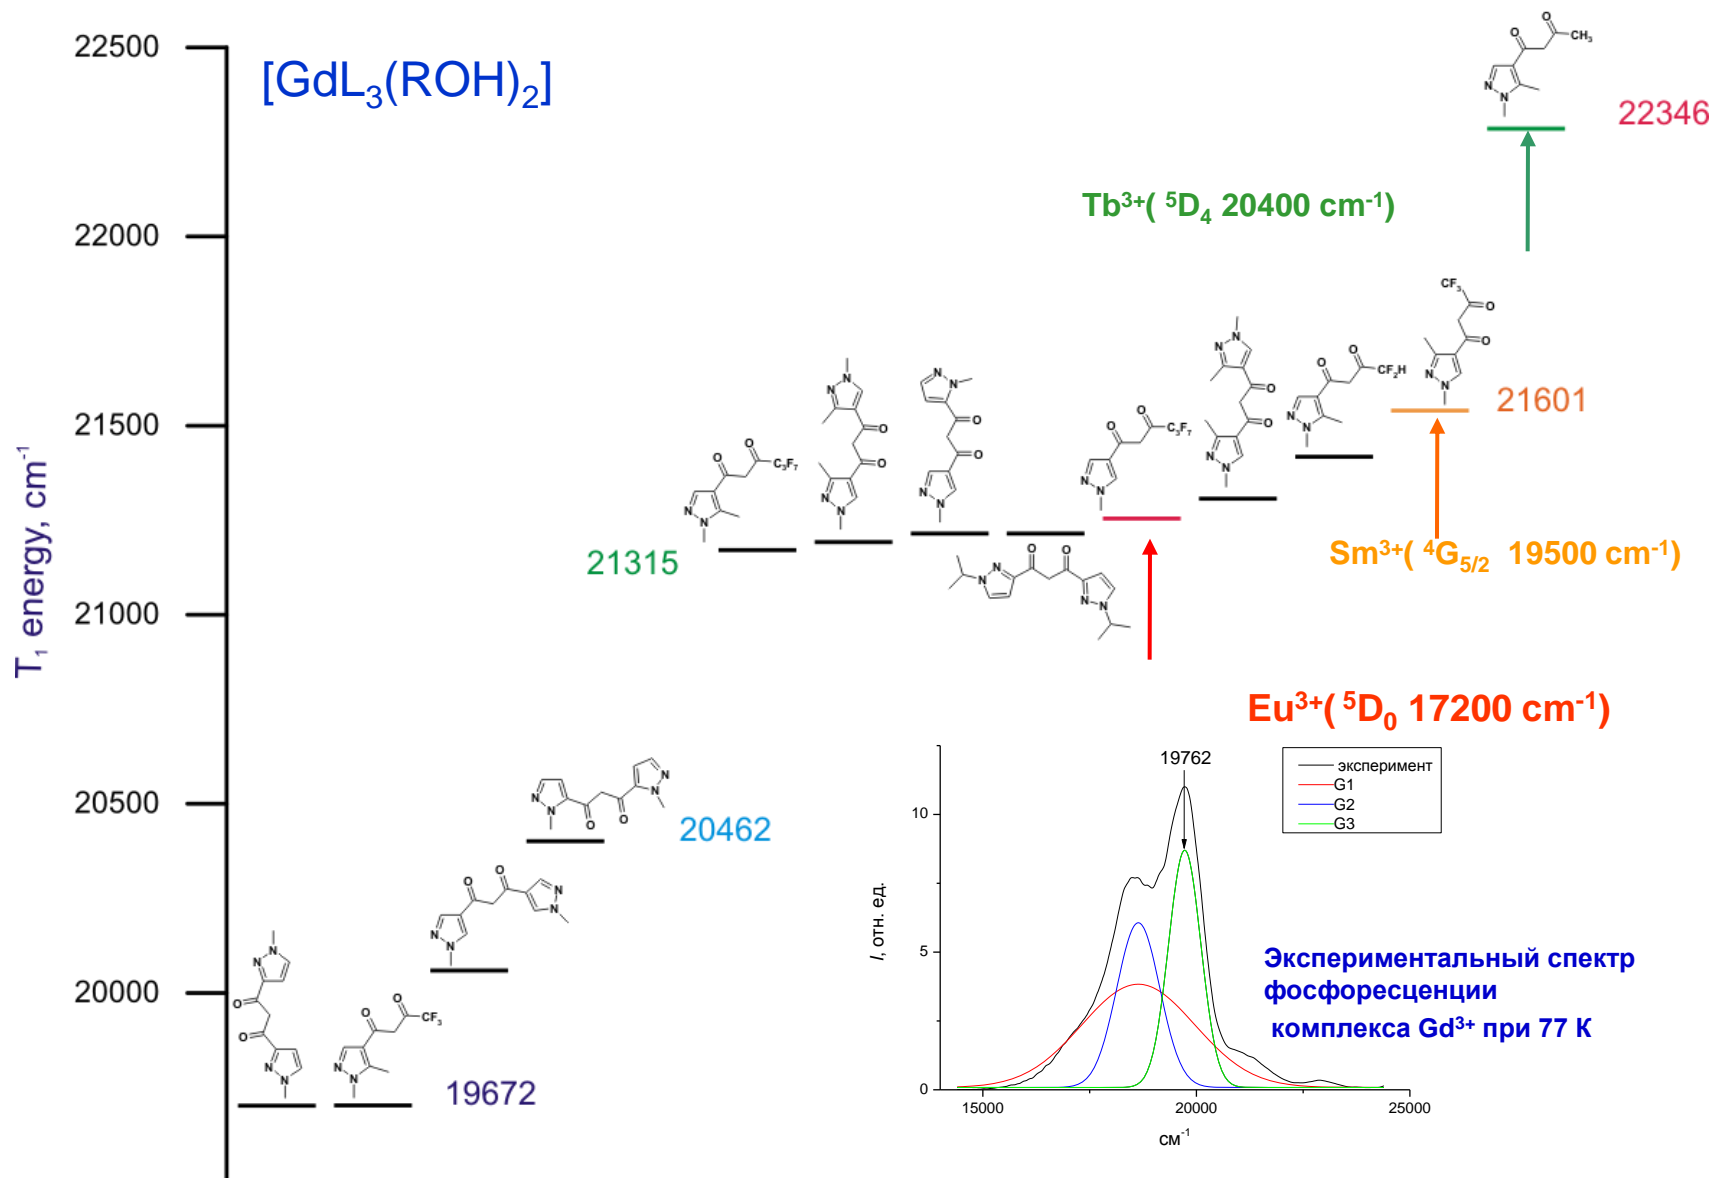 22500
22000
21500
21000
20500
20000
T₁ energy, cm⁻¹
[GdL₃(ROH)₂]
22346
Tb³⁺( ⁵D₄ 20400 cm⁻¹)
21601
Sm³⁺( ⁴G₅/₂ 19500 cm⁻¹)
21315
Eu³⁺( ⁵D₀ 17200 cm⁻¹)
20462
19672
O
O
CH₃
N
N
CF₃
O
O
N
N
O
O
CF₂H
N
N
N
N
O
O
N
N
O
O
C₃F₇
N
N
N
N
O
O
N
N
N
N
O
O
N
N
O
O
C₃F₇
N
N
O
O
N
N
N
N
N
N
N
N
O
O
O
O
N
N
N
N
N
N
O
O
N
N
O
O
CF₃
N
N
19762
эксперимент
G1
G2
G3
10
5
0
I, отн. ед.
15000
20000
25000
см⁻¹
Экспериментальный спектр
фосфоресценции
комплекса Gd³⁺ при 77 К